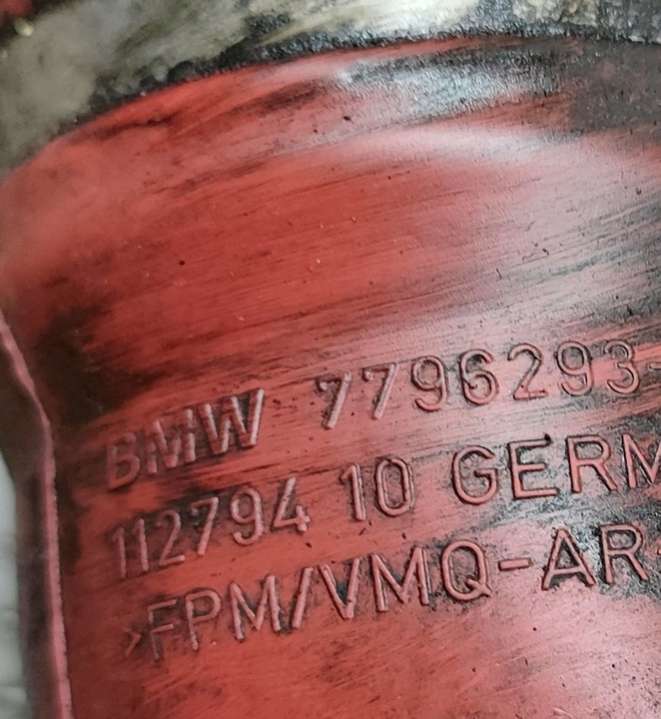 BMW 7796293-
112794 10 GERM
>FPM/VMQ-AR-